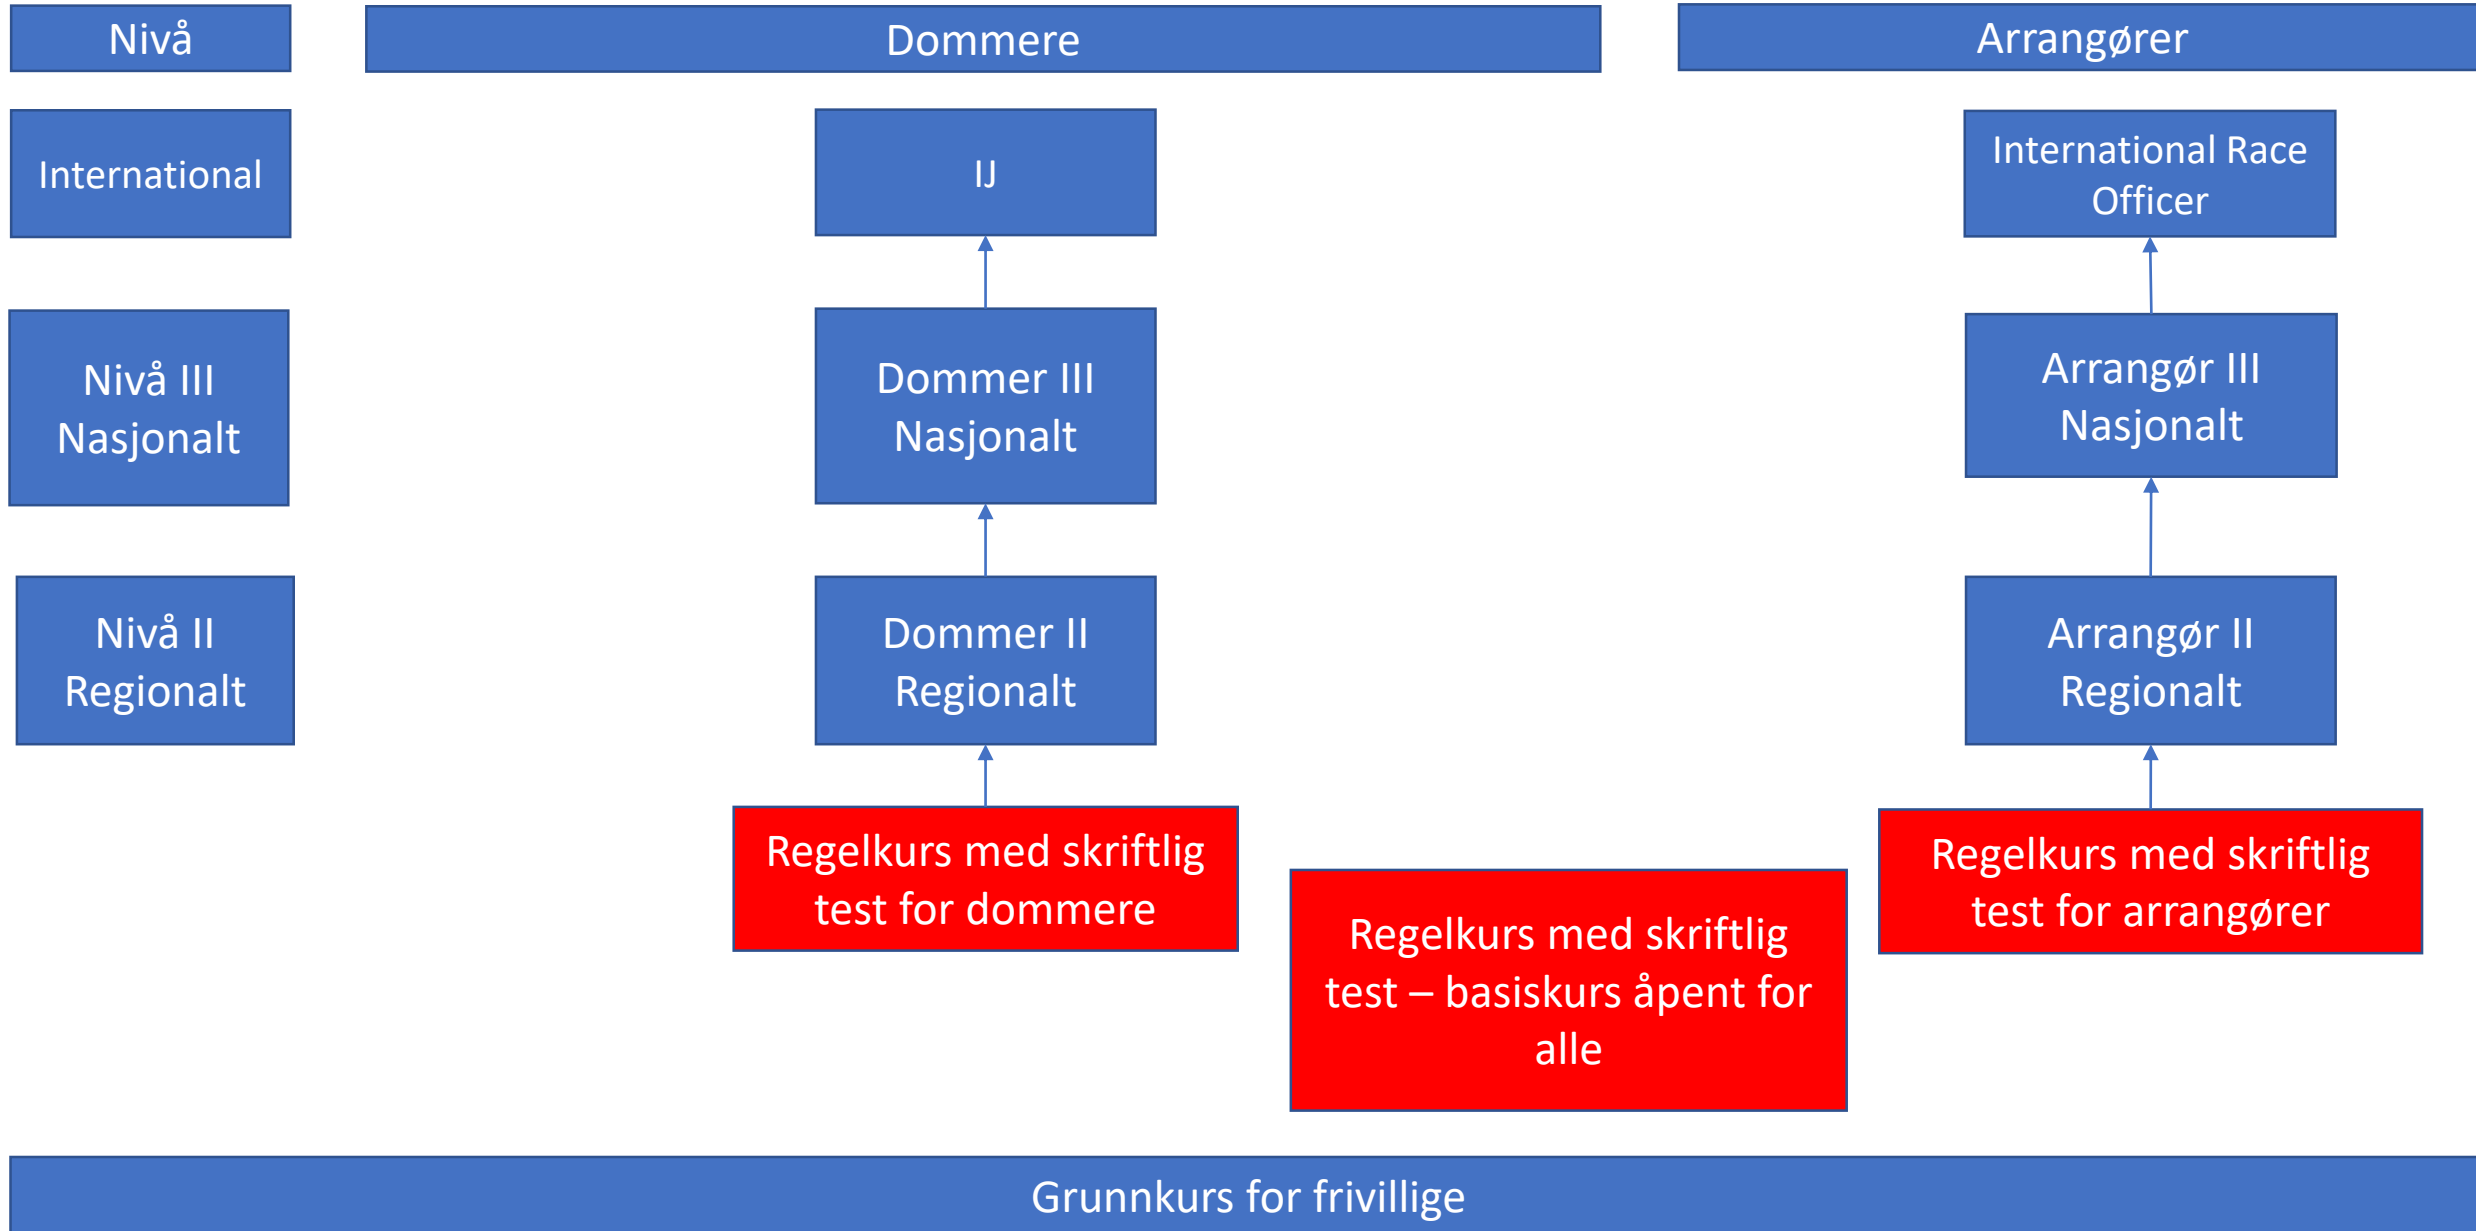 Nivå
Dommere
Arrangører
International
IJ
International Race
Officer
Nivå III
Nasjonalt
Dommer III
Nasjonalt
Arrangør III
Nasjonalt
Nivå II
Regionalt
Dommer II
Regionalt
Arrangør II
Regionalt
Regelkurs med skriftlig
test for dommere
Regelkurs med skriftlig
test – basiskurs åpent for
alle
Regelkurs med skriftlig
test for arrangører
Grunnkurs for frivillige